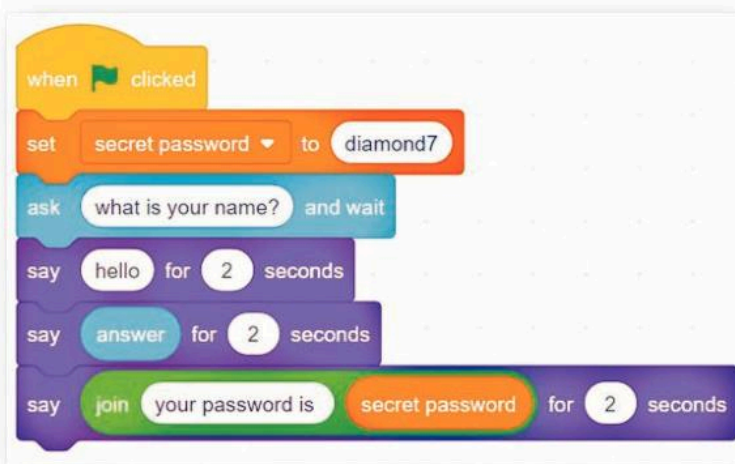 when clicked
set secret password to diamond7
ask what is your name? and wait
say hello for 2 seconds
say answer for 2 seconds
say join your password is secret password for 2 seconds